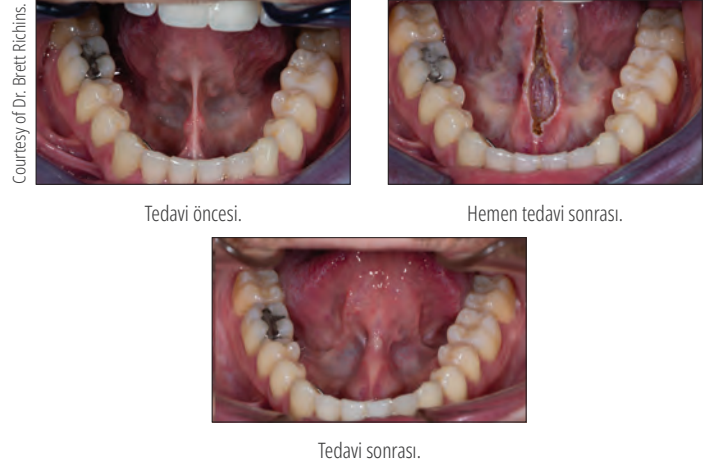 Courtesy of Dr. Brett Richins.
Tedavi öncesi.
Hemen tedavi sonrası.
Tedavi sonrası.